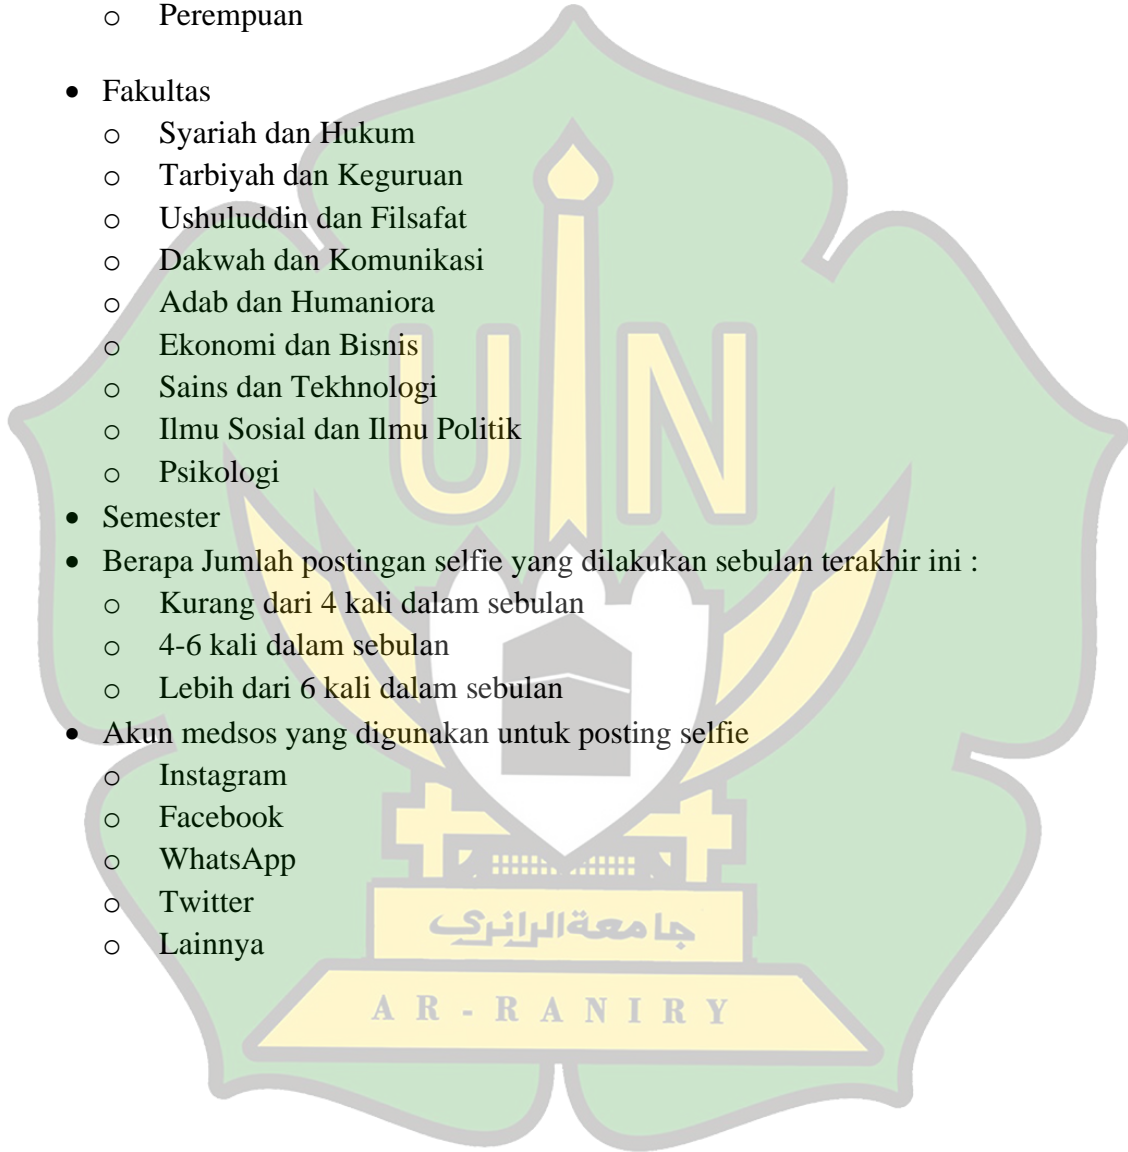 o Perempuan
• Fakultas
o Syariah dan Hukum
o Tarbiyah dan Keguruan
o Ushuluddin dan Filsafat
o Dakwah dan Komunikasi
o Adab dan Humaniora
o Ekonomi dan Bisnis
o Sains dan Tekhnologi
o Ilmu Sosial dan Ilmu Politik
o Psikologi
• Semester
• Berapa Jumlah postingan selfie yang dilakukan sebulan terakhir ini :
o Kurang dari 4 kali dalam sebulan
o 4-6 kali dalam sebulan
o Lebih dari 6 kali dalam sebulan
• Akun medsos yang digunakan untuk posting selfie
o Instagram
o Facebook
o WhatsApp
o Twitter
o Lainnya
UIN
جامعة الرانري
AR-RANIRY